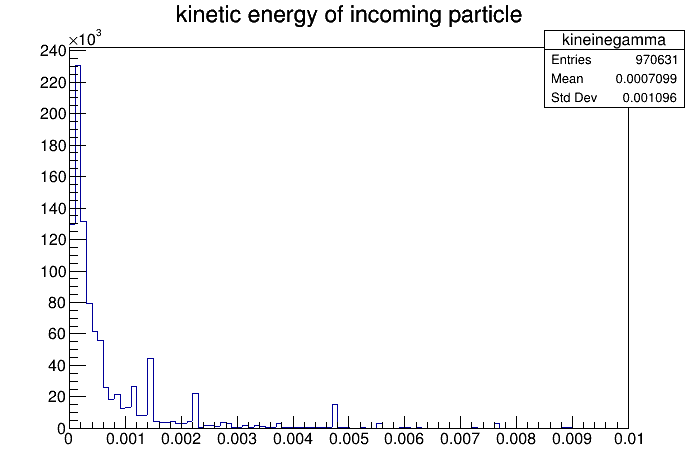 kinetic energy of incoming particle
×10³
kineinegamma
Entries 970631
Mean 0.0007099
Std Dev 0.001096
240
220
200
180
160
140
120
100
80
60
40
20
0
0 0.001 0.002 0.003 0.004 0.005 0.006 0.007 0.008 0.009 0.01